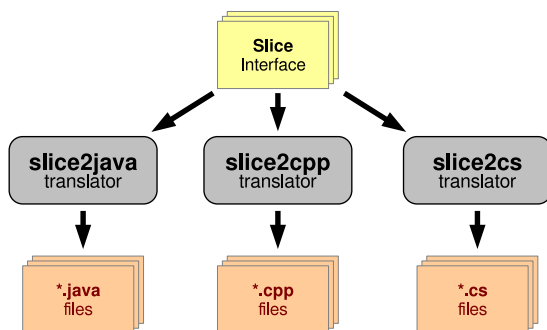 Slice
Interface
slice2java
translator
slice2cpp
translator
slice2cs
translator
*.java
files
*.cpp
files
*.cs
files